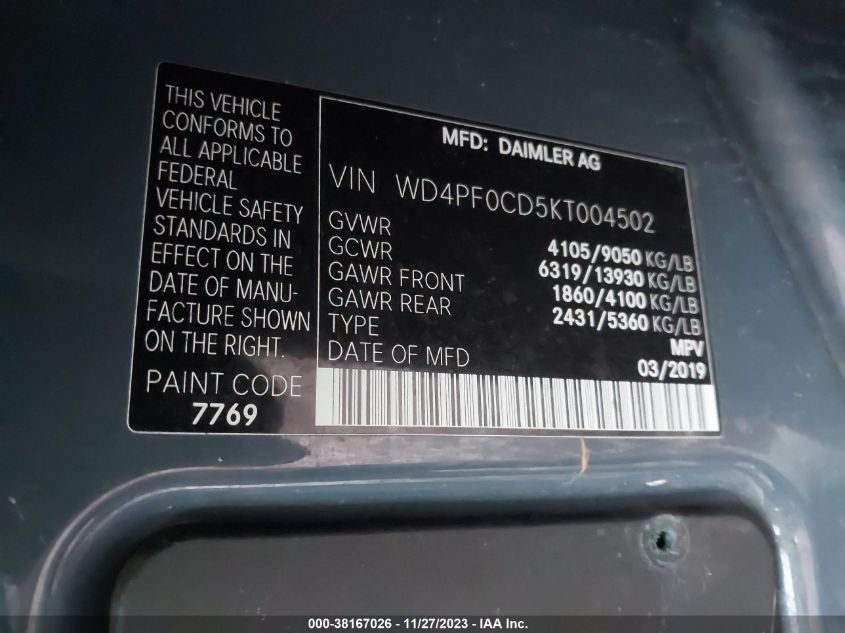 THIS VEHICLE
CONFORMS TO
ALL APPLICABLE
FEDERAL
VEHICLE SAFETY
STANDARDS IN
EFFECT ON THE
DATE OF MANU-
FACTURE SHOWN
ON THE RIGHT.
PAINT CODE
7769
MFD: DAIMLER AG
VIN WD4PF0CD5KT004502
GVWR 4105/9050 KG/LB
GCWR 6319/13930 KG/LB
GAWR FRONT 1860/4100 KG/LB
GAWR REAR 2431/5360 KG/LB
TYPE MPV
DATE OF MFD 03/2019
000-38167026 - 11/27/2023 - IAA Inc.